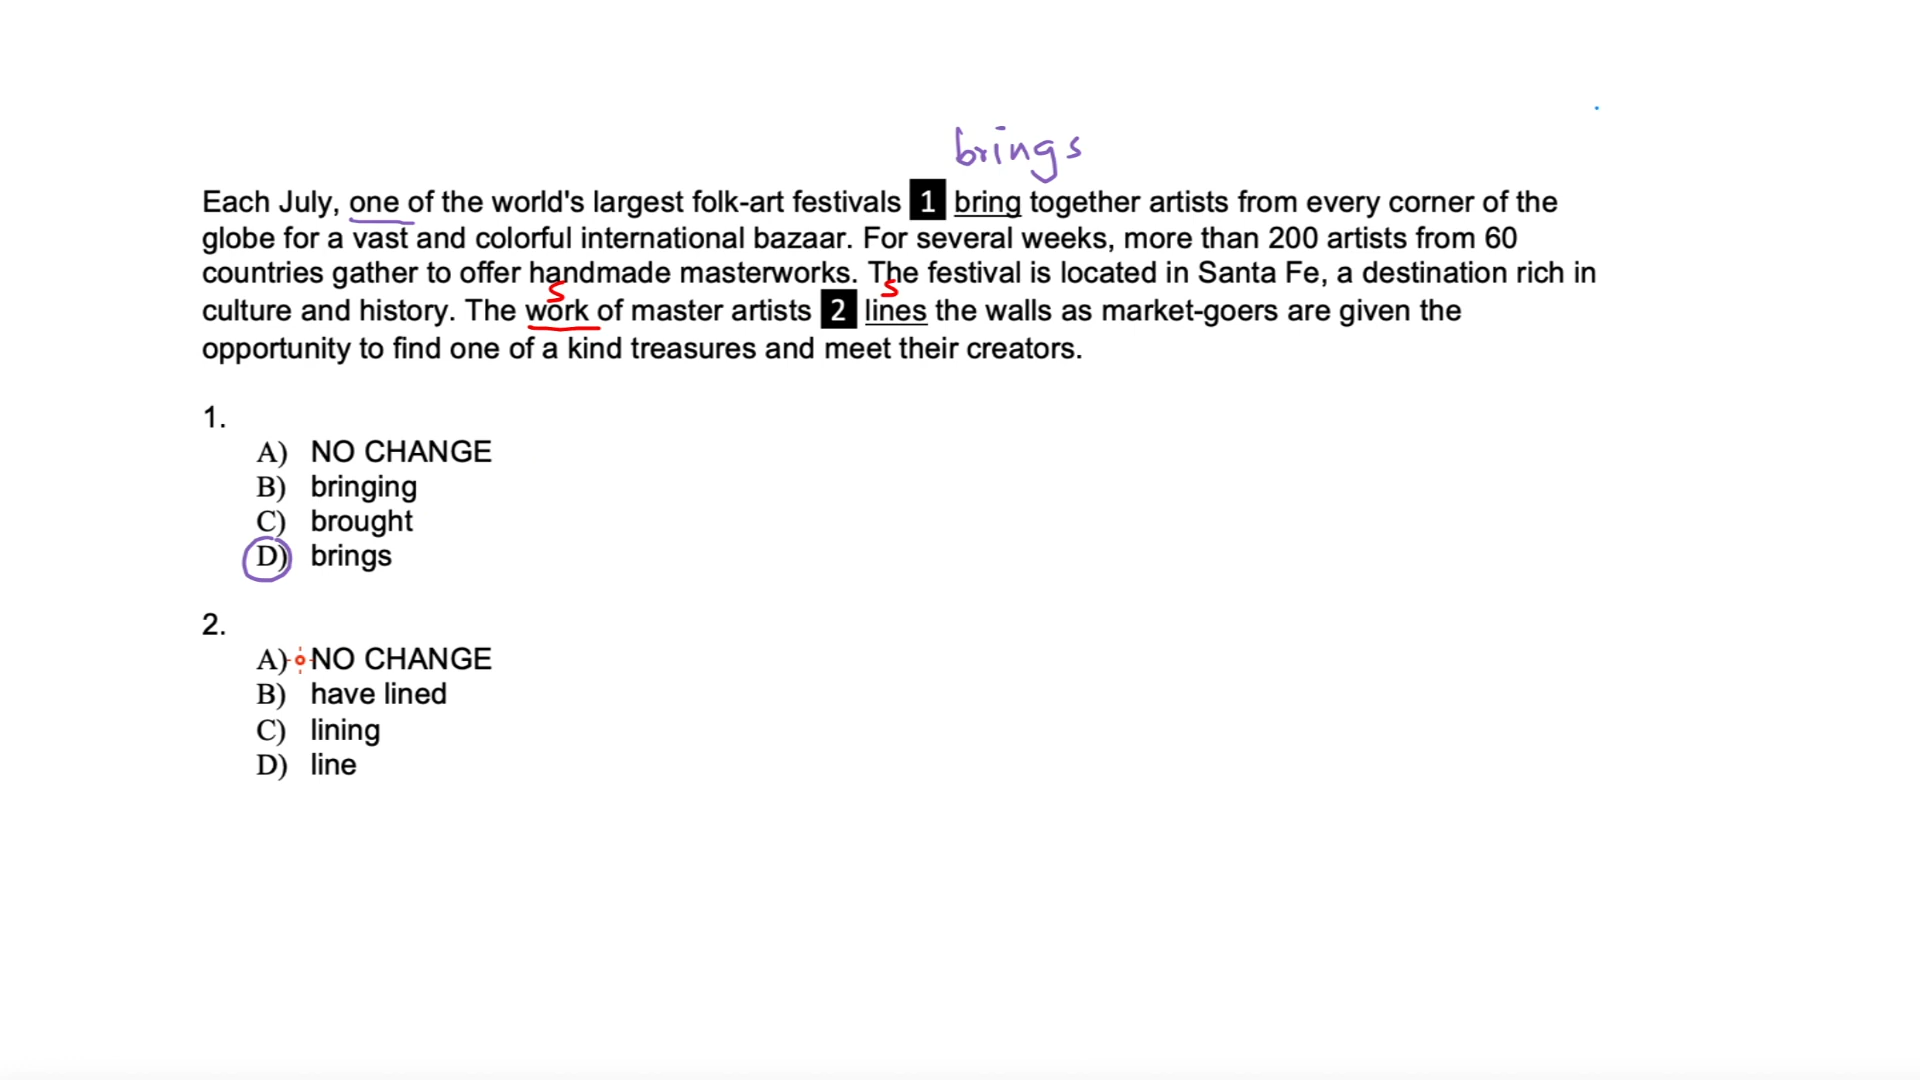 brings
Each July, one of the world's largest folk-art festivals 1 bring together artists from every corner of the
globe for a vast and colorful international bazaar. For several weeks, more than 200 artists from 60
countries gather to offer handmade masterworks. The festival is located in Santa Fe, a destination rich in
S S
culture and history. The work of master artists 2 lines the walls as market-goers are given the
opportunity to find one of a kind treasures and meet their creators.
1.
A) NO CHANGE
B) bringing
C) brought
D) brings
2.
A) NO CHANGE
B) have lined
C) lining
D) line